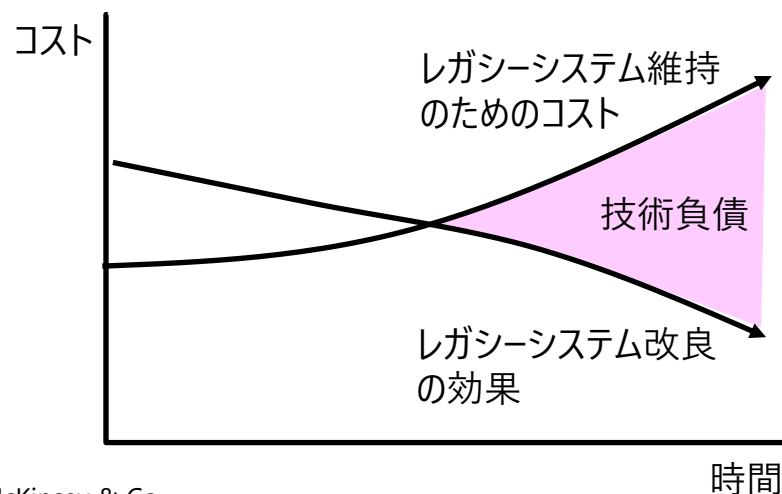 コスト
レガシーシステム維持
のためのコスト
技術負債
レガシーシステム改良
の効果
時間